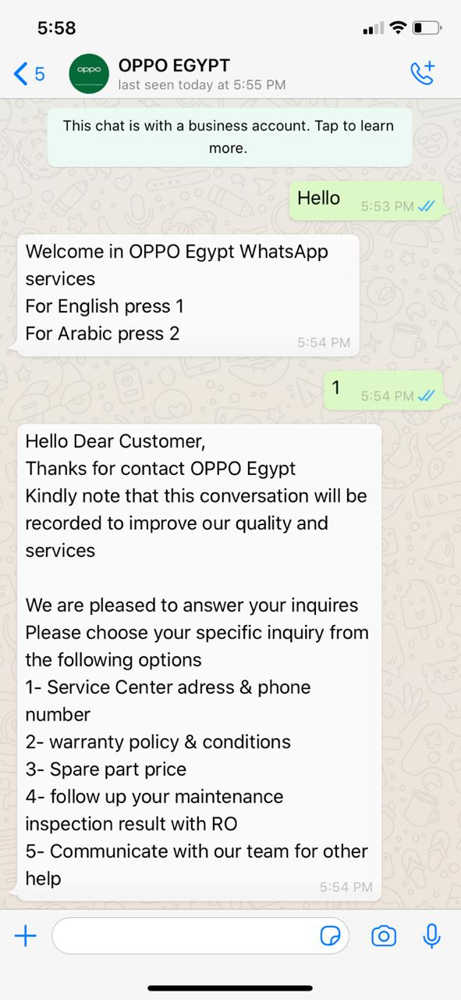 5:58
5
oppo
OPPO EGYPT
last seen today at 5:55 PM
This chat is with a business account. Tap to learn
more.
Hello
5:53 PM
Welcome in OPPO Egypt WhatsApp
services
For English press 1
For Arabic press 2
5:54 PM
1
5:54 PM
Hello Dear Customer,
Thanks for contact OPPO Egypt
Kindly note that this conversation will be
recorded to improve our quality and
services
We are pleased to answer your inquires
Please choose your specific inquiry from
the following options
1- Service Center adress & phone
number
2- warranty policy & conditions
3- Spare part price
4- follow up your maintenance
inspection result with RO
5- Communicate with our team for other
help
5:54 PM